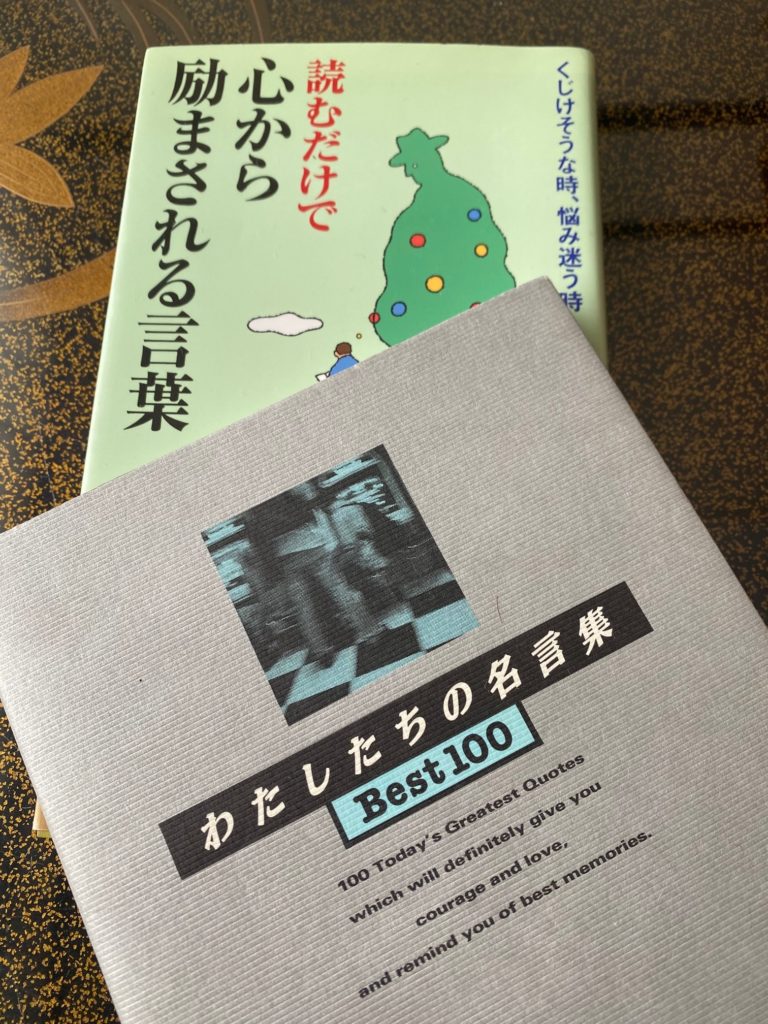 くじけそうな時、悩み迷う時
読むだけで
心から
励まされる言葉
わたしたちの名言集
Best100
100 Today's Greatest Quotes
which will definitely give you
courage and love,
and remind you of best memories.